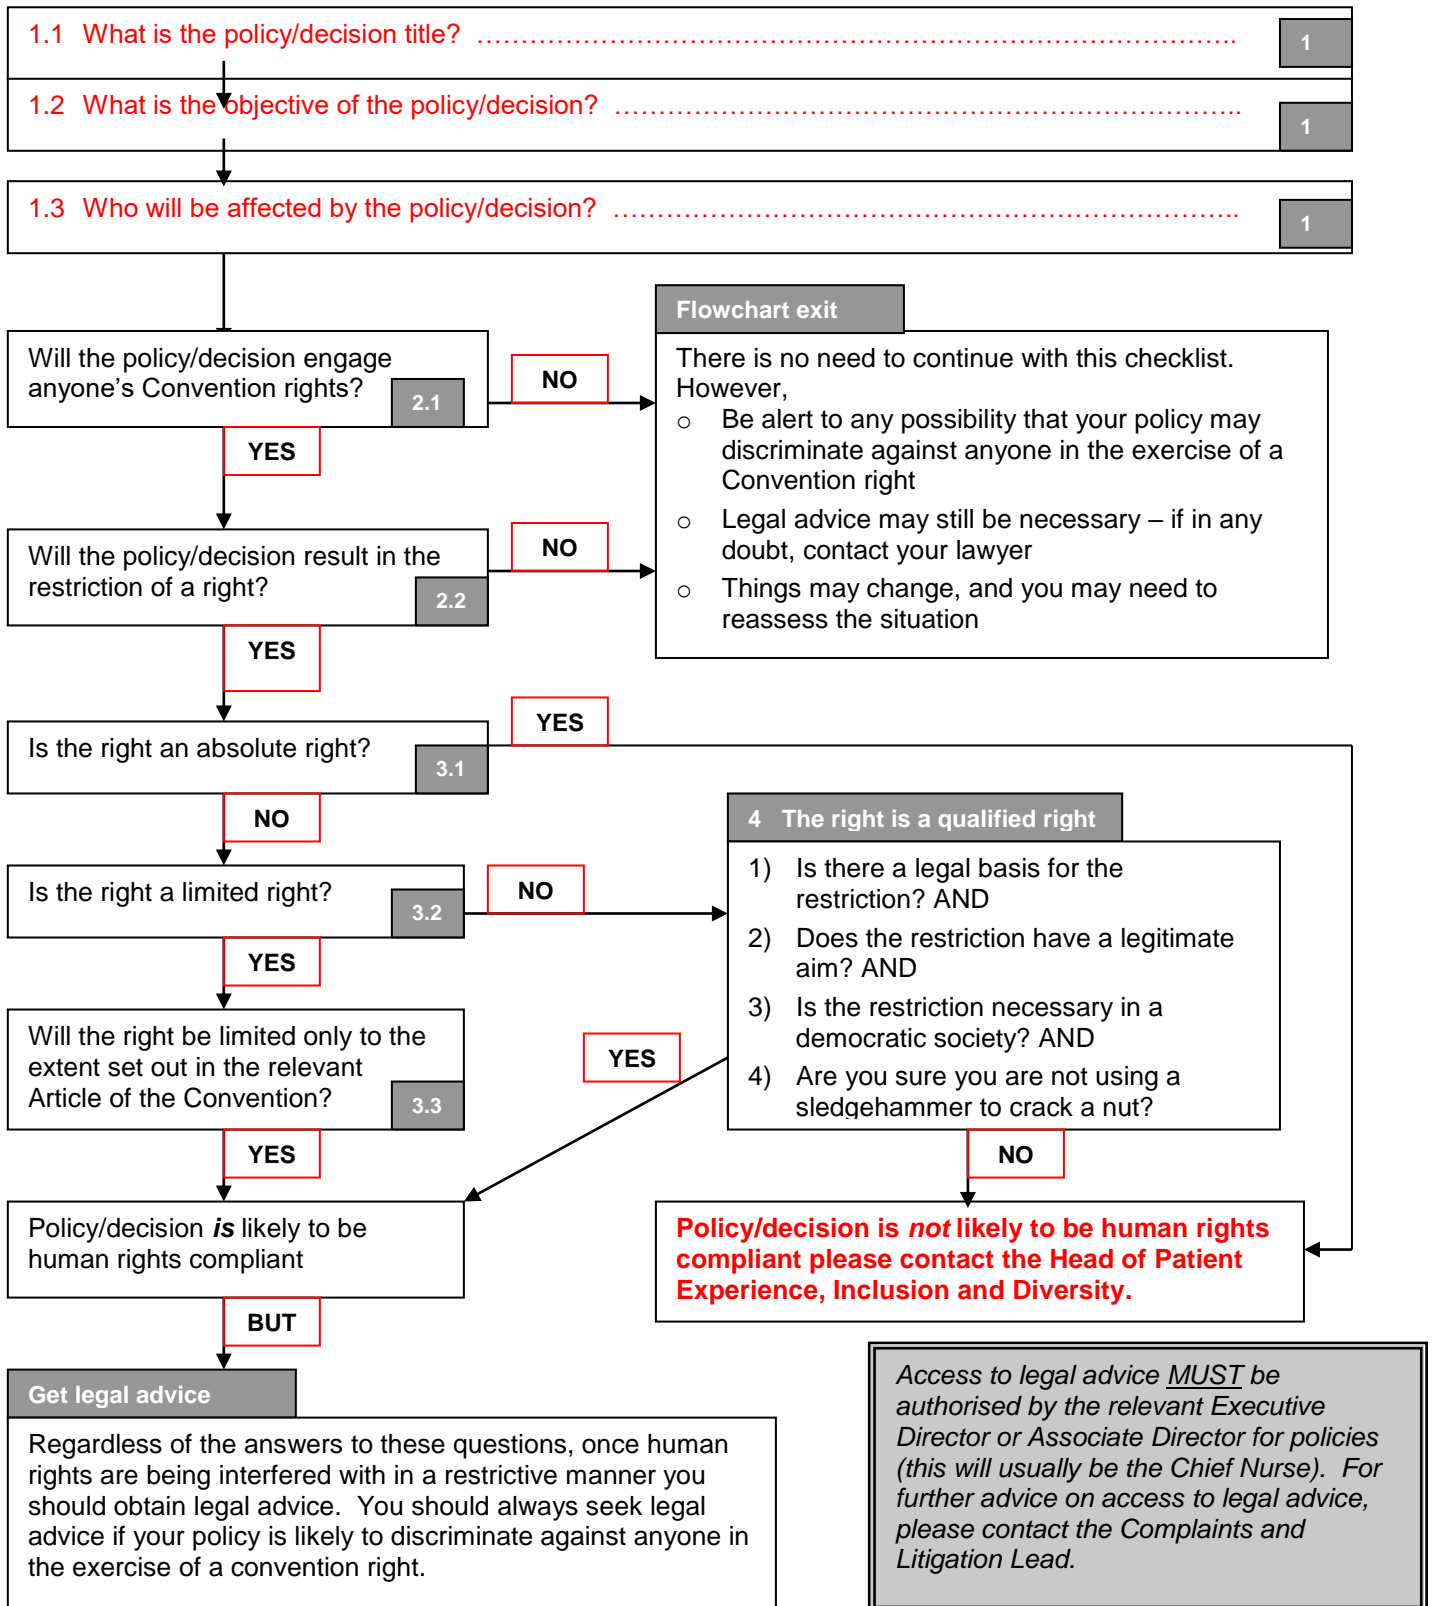 1.1 What is the policy/decision title? …………………………………………………………………………..
1
1.2 What is the objective of the policy/decision? ……………………………………………………………..
1
1.3 Who will be affected by the policy/decision? ……………………………………………………………..
1
Will the policy/decision engage
anyone’s Convention rights?
2.1
NO
YES
Flowchart exit
There is no need to continue with this checklist.
However,
o Be alert to any possibility that your policy may
discriminate against anyone in the exercise of a
Convention right
o Legal advice may still be necessary – if in any
doubt, contact your lawyer
o Things may change, and you may need to
reassess the situation
Will the policy/decision result in the
restriction of a right?
2.2
NO
YES
Is the right an absolute right?
3.1
YES
NO
Is the right a limited right?
3.2
NO
YES
4 The right is a qualified right
1) Is there a legal basis for the
restriction? AND
2) Does the restriction have a legitimate
aim? AND
3) Is the restriction necessary in a
democratic society? AND
4) Are you sure you are not using a
sledgehammer to crack a nut?
YES
NO
Will the right be limited only to the
extent set out in the relevant
Article of the Convention?
3.3
YES
Policy/decision is likely to be
human rights compliant
Policy/decision is not likely to be human rights
compliant please contact the Head of Patient
Experience, Inclusion and Diversity.
BUT
Get legal advice
Regardless of the answers to these questions, once human
rights are being interfered with in a restrictive manner you
should obtain legal advice. You should always seek legal
advice if your policy is likely to discriminate against anyone in
the exercise of a convention right.
Access to legal advice MUST be
authorised by the relevant Executive
Director or Associate Director for policies
(this will usually be the Chief Nurse). For
further advice on access to legal advice,
please contact the Complaints and
Litigation Lead.